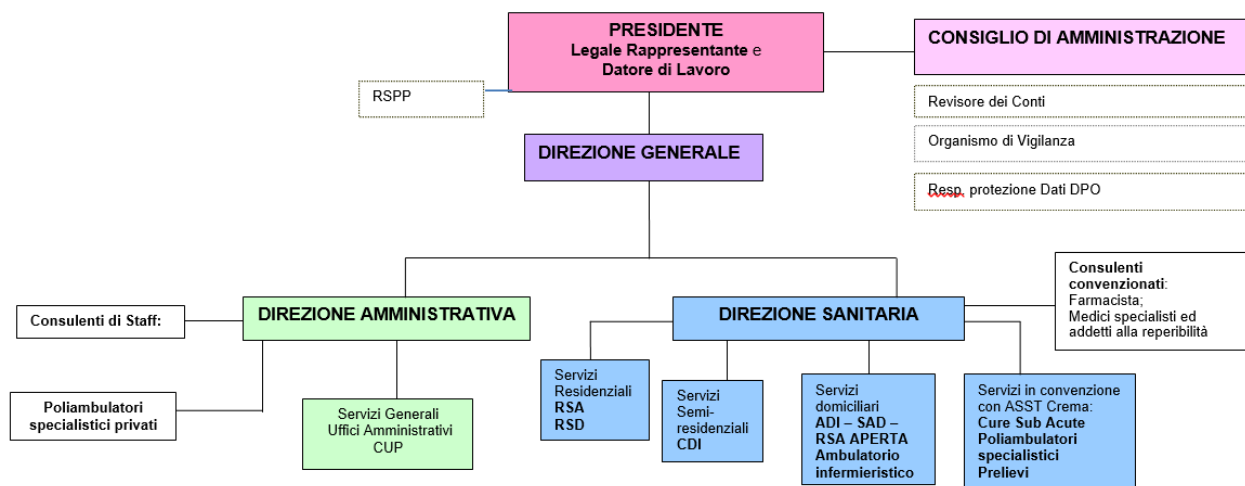 PRESIDENTE
Legale Rappresentante e
Datore di Lavoro
CONSIGLIO DI AMMINISTRAZIONE
RSPP
Revisore dei Conti
Organismo di Vigilanza
Resp. protezione Dati DPO
DIREZIONE GENERALE
Consulenti
convenzionati:
Farmacista;
Medici specialisti ed
addetti alla reperibilità
Consulenti di Staff:
DIREZIONE AMMINISTRATIVA
DIREZIONE SANITARIA
Poliambulatori
specialistici privati
Servizi Generali
Uffici Amministrativi
CUP
Servizi
Residenziali
RSA
RSD
Servizi
Semi-
residenziali
CDI
Servizi
domiciliari
ADI – SAD –
RSA APERTA
Ambulatorio
infermieristico
Servizi in convenzione
con ASST Crema:
Cure Sub Acute
Poliambulatori
specialistici
Prelievi